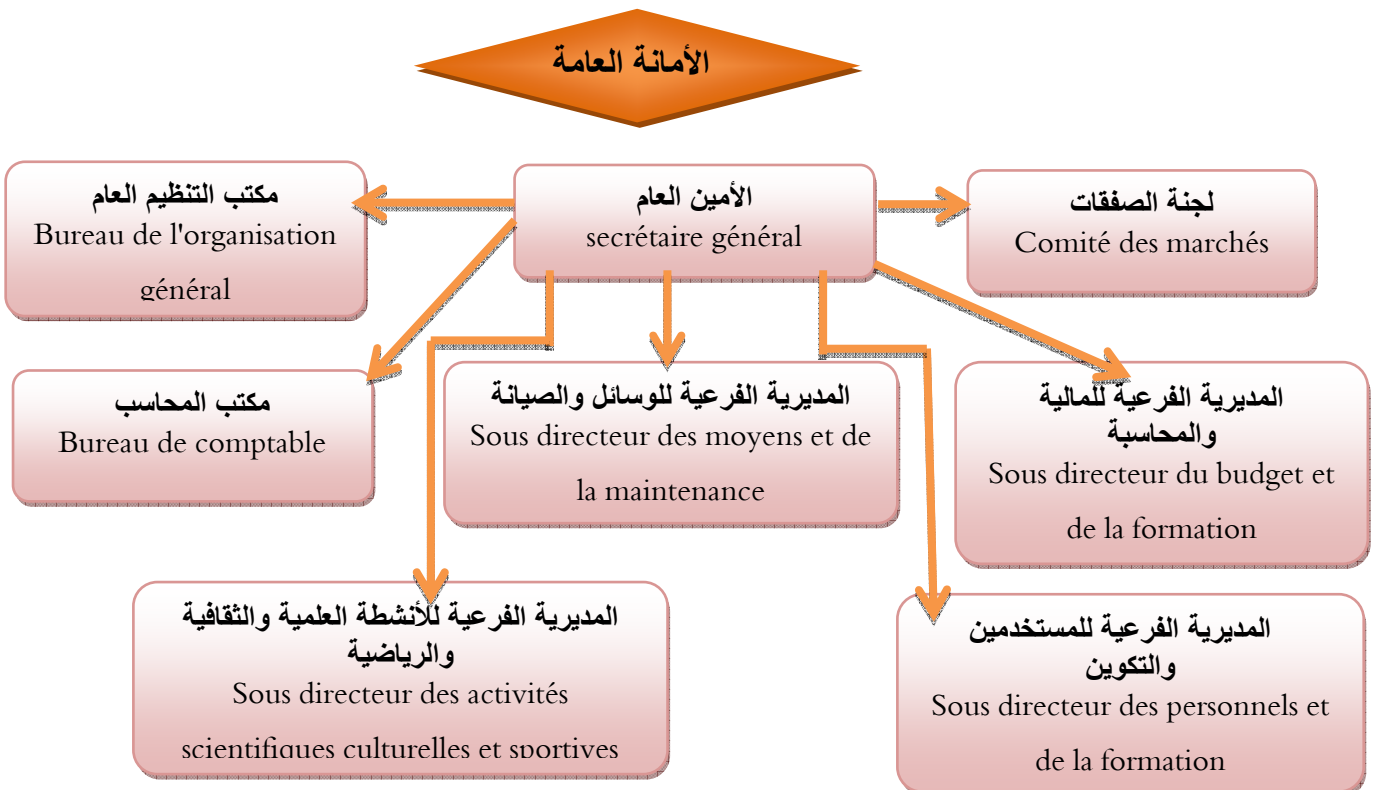 الأمانة العامة
مكتب التنظيم العام
Bureau de l'organisation
général
الأمين العام
secrétaire général
لجنة الصفقات
Comité des marchés
مكتب المحاسب
Bureau de comptable
المديرية الفرعية للوسائل والصيانة
Sous directeur des moyens et de
la maintenance
المديرية الفرعية للمالية
والمحاسبة
Sous directeur du budget et
de la formation
المديرية الفرعية للأنشطة العلمية والثقافية
والرياضية
Sous directeur des activités
scientifiques culturelles et sportives
المديرية الفرعية للمستخدمين
والتكوين
Sous directeur des personnels et
de la formation